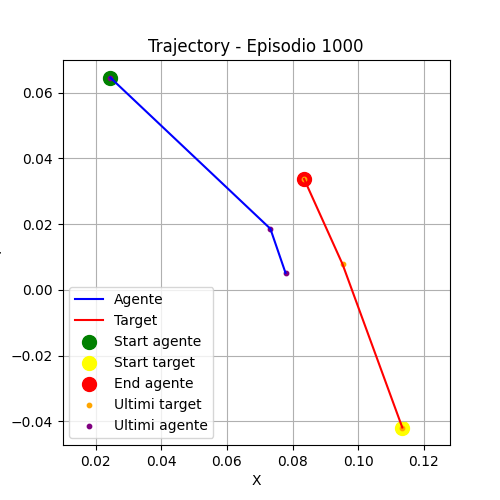 Trajectory - Episodio 1000
0.06
0.04
0.02
0.00
−0.02
−0.04
Agente
Target
Start agente
Start target
End agente
Ultimi target
Ultimi agente
0.02 0.04 0.06 0.08 0.10 0.12
X